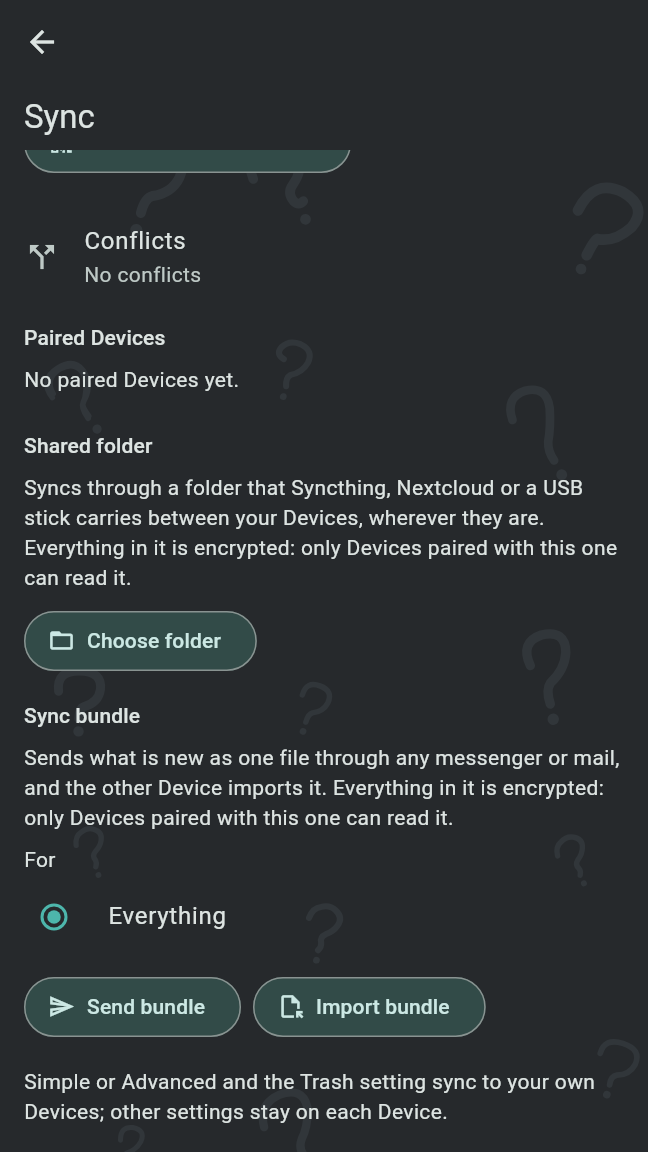 Sync
Conflicts
No conflicts
Paired Devices
No paired Devices yet.
Shared folder
Syncs through a folder that Syncthing, Nextcloud or a USB
stick carries between your Devices, wherever they are.
Everything in it is encrypted: only Devices paired with this one
can read it.
Choose folder
Sync bundle
Sends what is new as one file through any messenger or mail,
and the other Device imports it. Everything in it is encrypted:
only Devices paired with this one can read it.
For
Everything
Send bundle
Import bundle
Simple or Advanced and the Trash setting sync to your own
Devices; other settings stay on each Device.